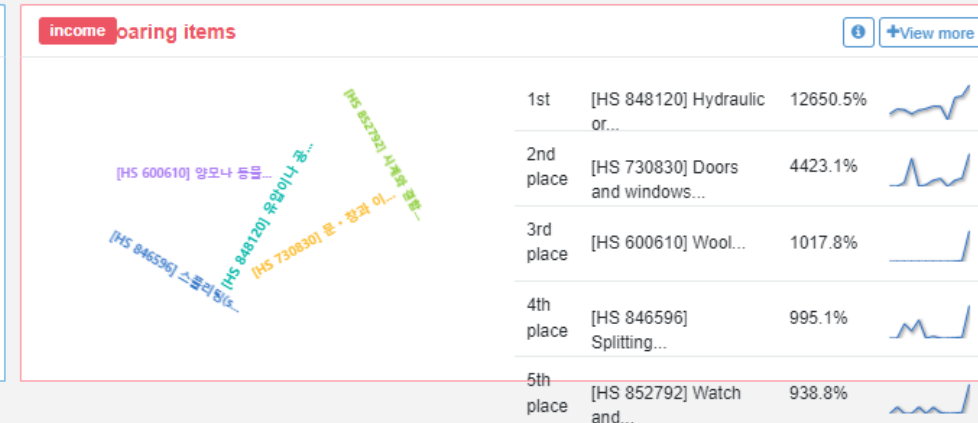 income oaring items
View more
[HS 852792] 시계와 결합...
[HS 600610] 양모나 동물...
[HS 848120] 유압이나 공...
[HS 730830] 문·창과 이...
[HS 846596] 스플리팅(s...
1st [HS 848120] Hydraulic 12650.5%
or...
2nd [HS 730830] Doors 4423.1%
place and windows...
3rd [HS 600610] Wool... 1017.8%
place
4th [HS 846596] 995.1%
place Splitting...
5th [HS 852792] Watch 938.8%
place and...